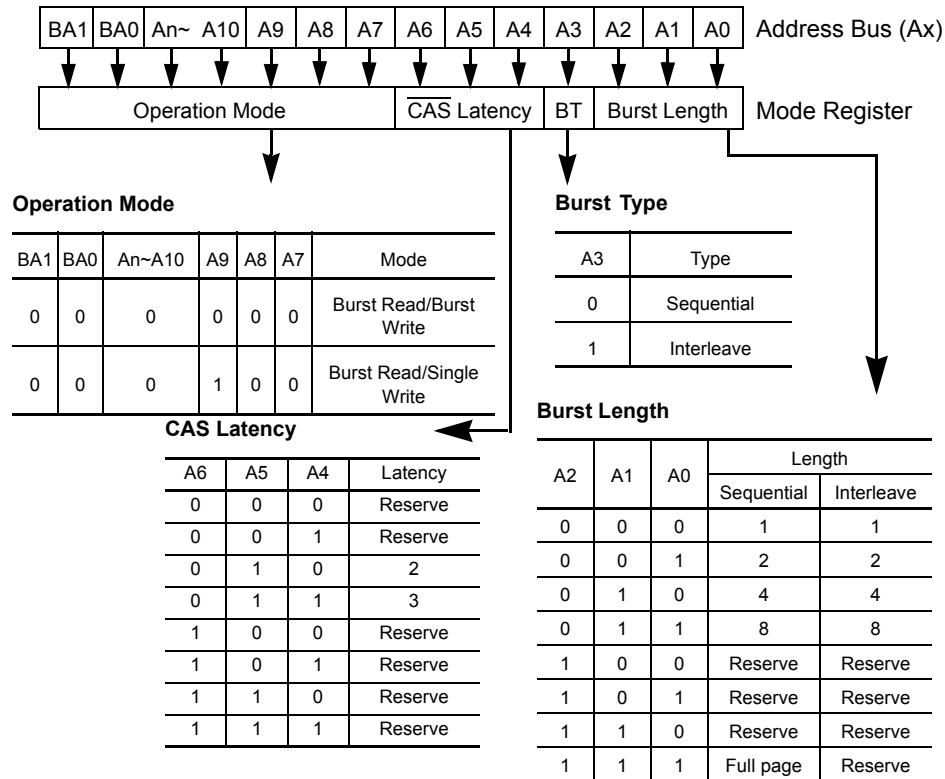 BA1 BA0 An~ A10 A9 A8 A7 A6 A5 A4 A3 A2 A1 A0 Address Bus (Ax)
Operation Mode CAS Latency BT Burst Length Mode Register
Operation Mode
BA1 BA0 An~A10 A9 A8 A7 Mode
0 0 0 0 0 0 Burst Read/Burst
Write
0 0 0 1 0 0 Burst Read/Single
Write
Burst Type
A3 Type
0 Sequential
1 Interleave
CAS Latency
A6 A5 A4 Latency
0 0 0 Reserve
0 0 1 Reserve
0 1 0 2
0 1 1 3
1 0 0 Reserve
1 0 1 Reserve
1 1 0 Reserve
1 1 1 Reserve
Burst Length
A2 A1 A0 Length
Sequential Interleave
0 0 0 1 1
0 0 1 2 2
0 1 0 4 4
0 1 1 8 8
1 0 0 Reserve Reserve
1 0 1 Reserve Reserve
1 1 0 Reserve Reserve
1 1 1 Full page Reserve